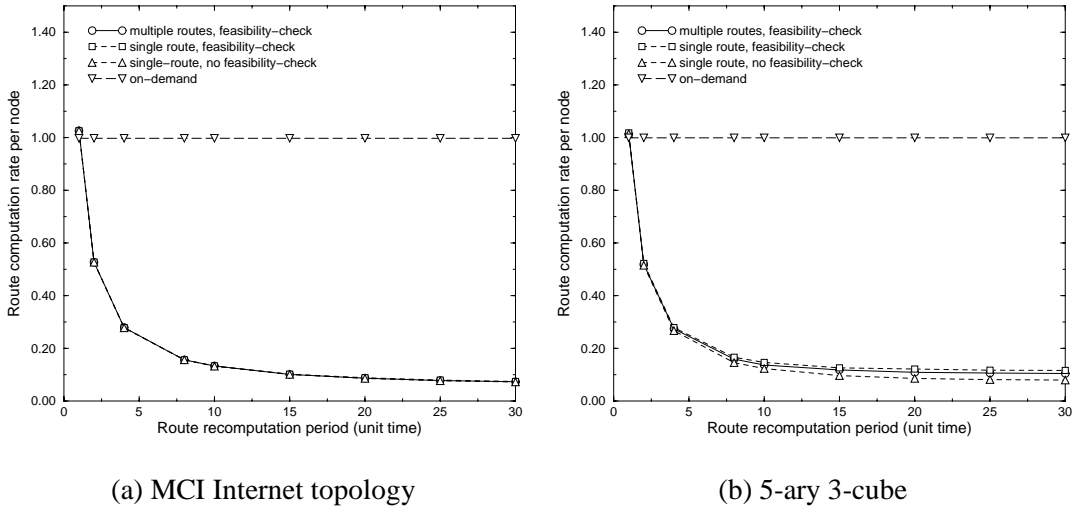 multiple routes, feasibility−check
single route, feasibility−check
single−route, no feasibility−check
on−demand
1.40
1.20
1.00
0.80
0.60
0.40
0.20
0.00
0 5 10 15 20 25 30
Route recomputation period (unit time)
Route computation rate per node
(a) MCI Internet topology
multiple routes, feasibility−check
single route, feasibility−check
single route, no feasibility−check
on−demand
1.40
1.20
1.00
0.80
0.60
0.40
0.20
0.00
0 5 10 15 20 25 30
Route recomputation period (unit time)
Route computation rate per node
(b) 5-ary 3-cube